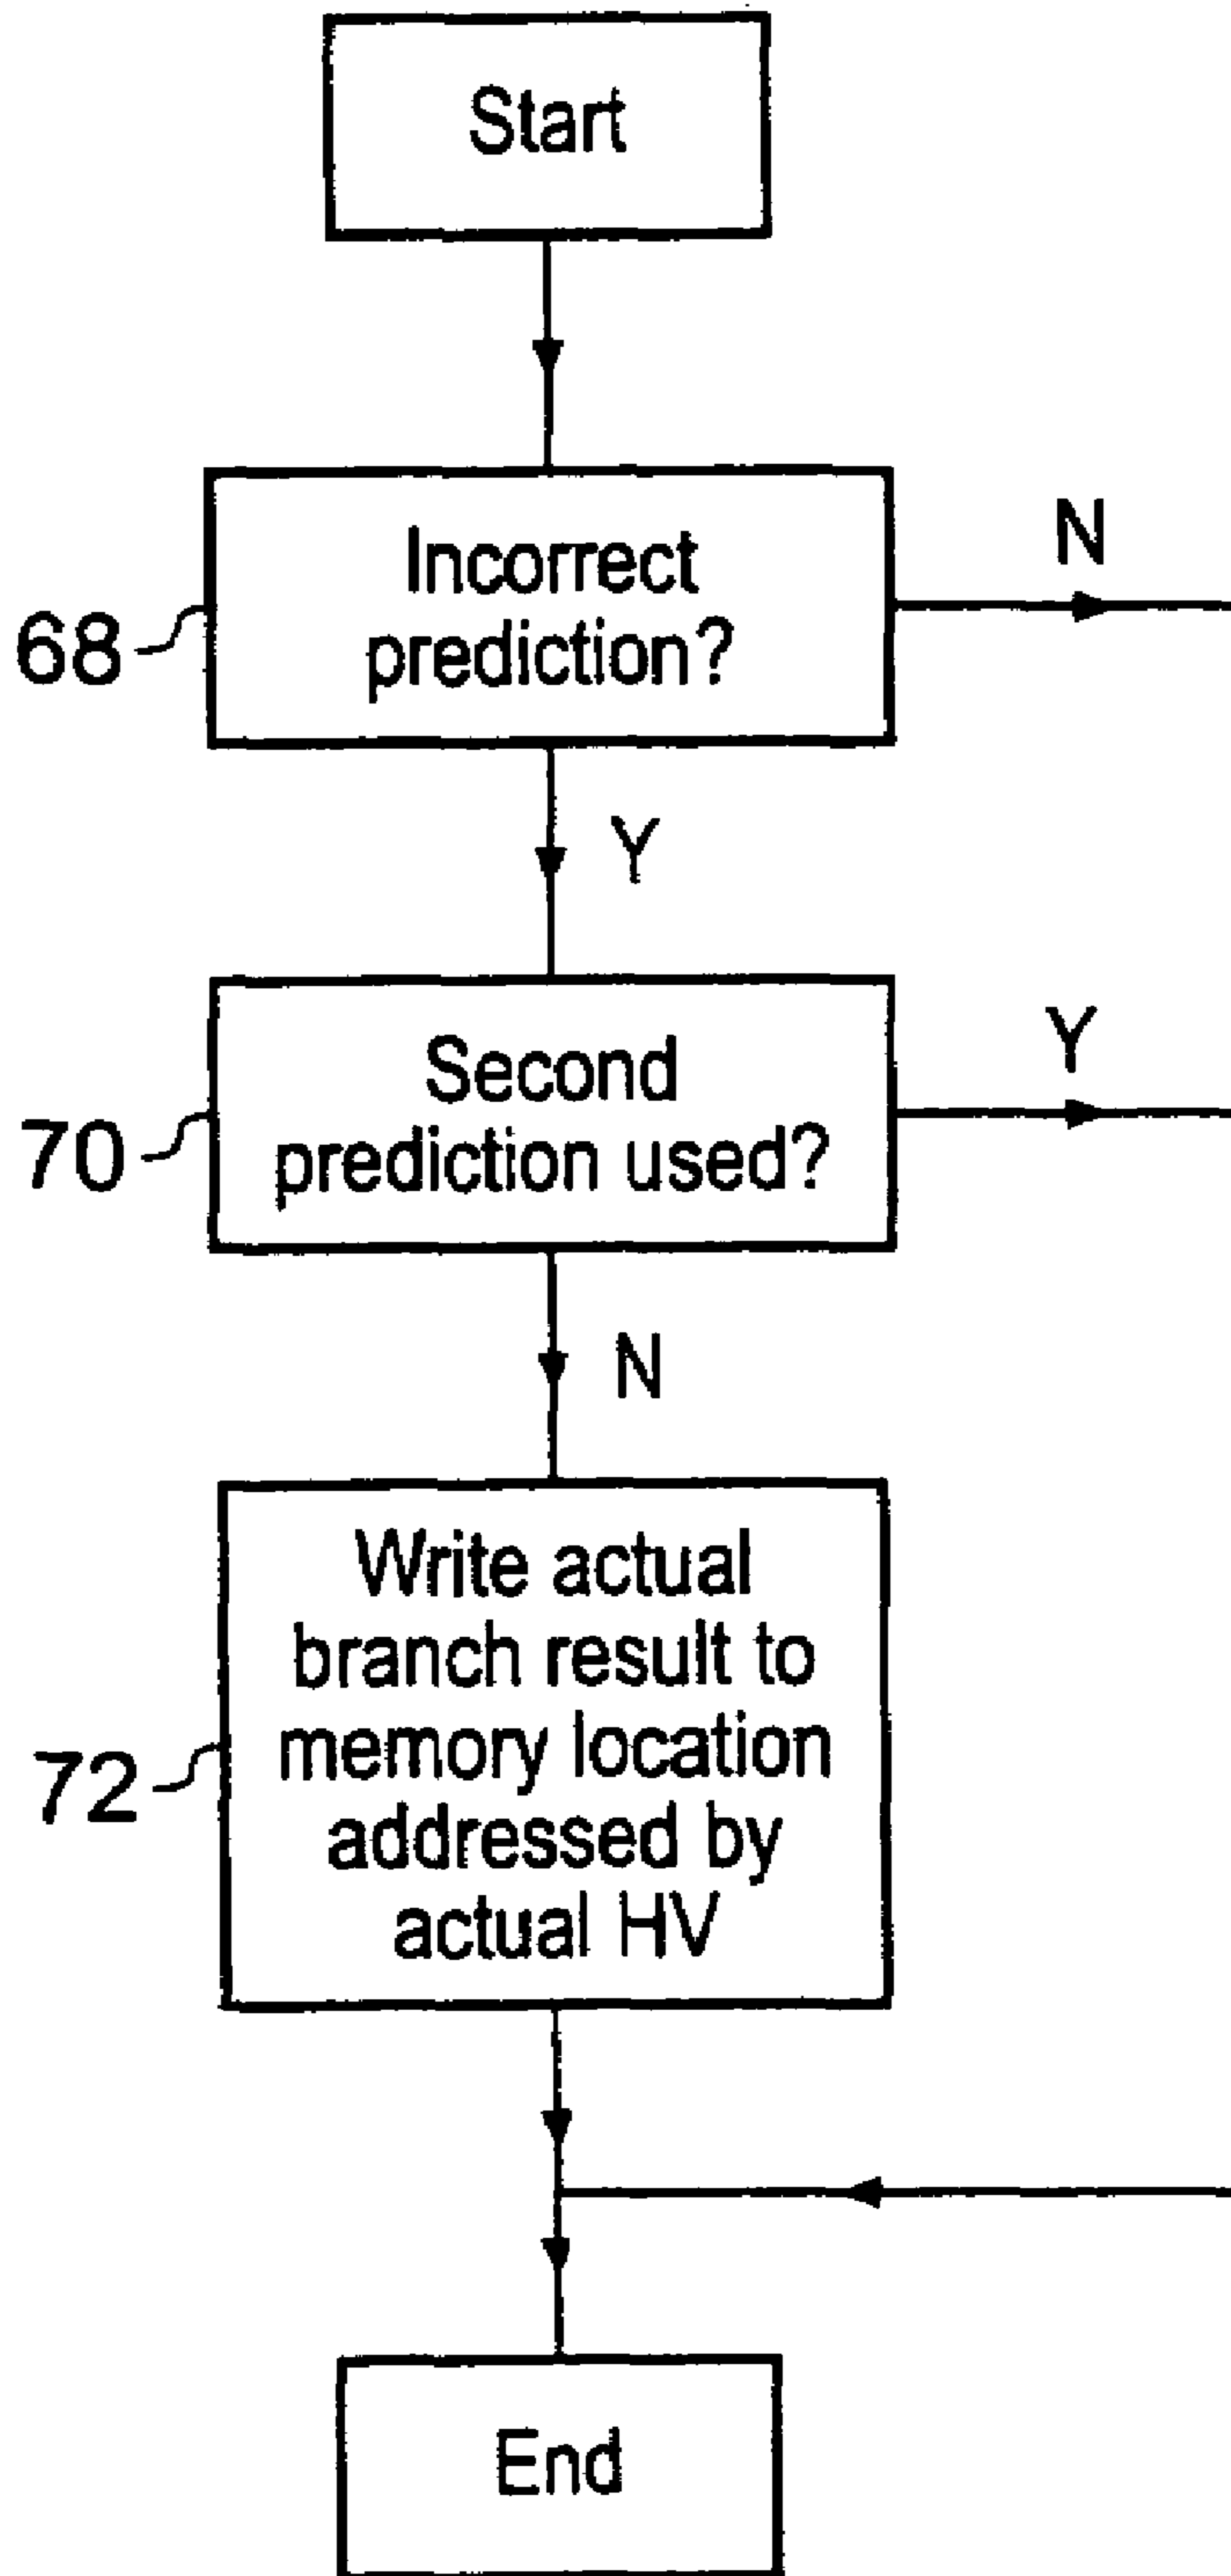 Start
Incorrect
prediction?
N
68
Y
Second
prediction used?
Y
70
N
Write actual
branch result to
memory location
addressed by
actual HV
72
End